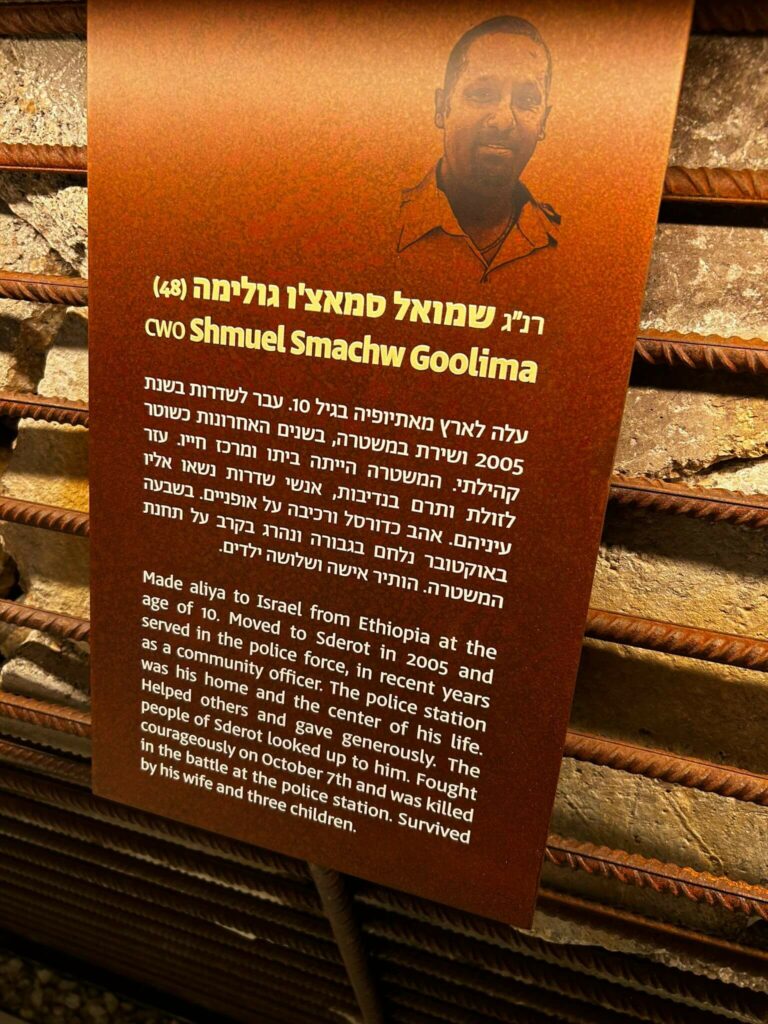 רנ"ג שמואל סמאצ'ו גולימה (48)
CWO Shmuel Smachw Goolima
עלה לארץ מאתיופיה בגיל 10. עבר לשדרות בשנת
2005 ושירת במשטרה, בשנים האחרונות כשוטר
קהילתי. המשטרה הייתה ביתו ומרכז חייו. עזר
לזולת ותרם בנדיבות, אנשי שדרות נשאו אליו
עיניהם. אהב כדורסל ורכיבה על אופניים. בשבעה
באוקטובר נלחם בגבורה ונהרג בקרב על תחנת
המשטרה. הותיר אישה ושלושה ילדים.
Made aliya to Israel from Ethiopia at the
age of 10. Moved to Sderot in 2005 and
served in the police force, in recent years
as a community officer. The police station
was his home and the center of his life.
Helped others and gave generously. The
people of Sderot looked up to him. Fought
courageously on October 7th and was killed
in the battle at the police station. Survived
by his wife and three children.